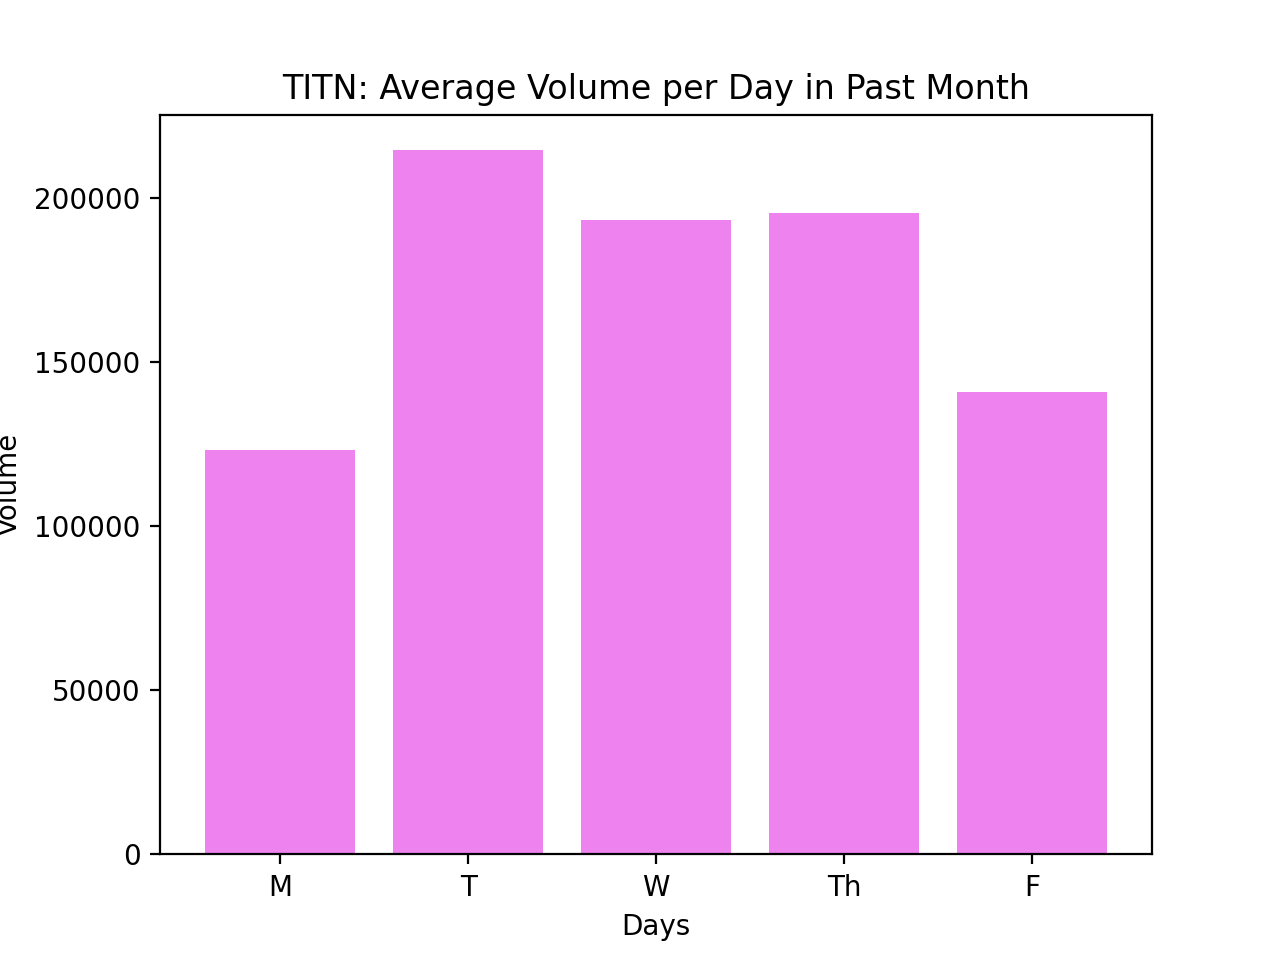 TITN: Average Volume per Day in Past Month
200000
150000
100000
50000
0
Volume
M T W Th F
Days